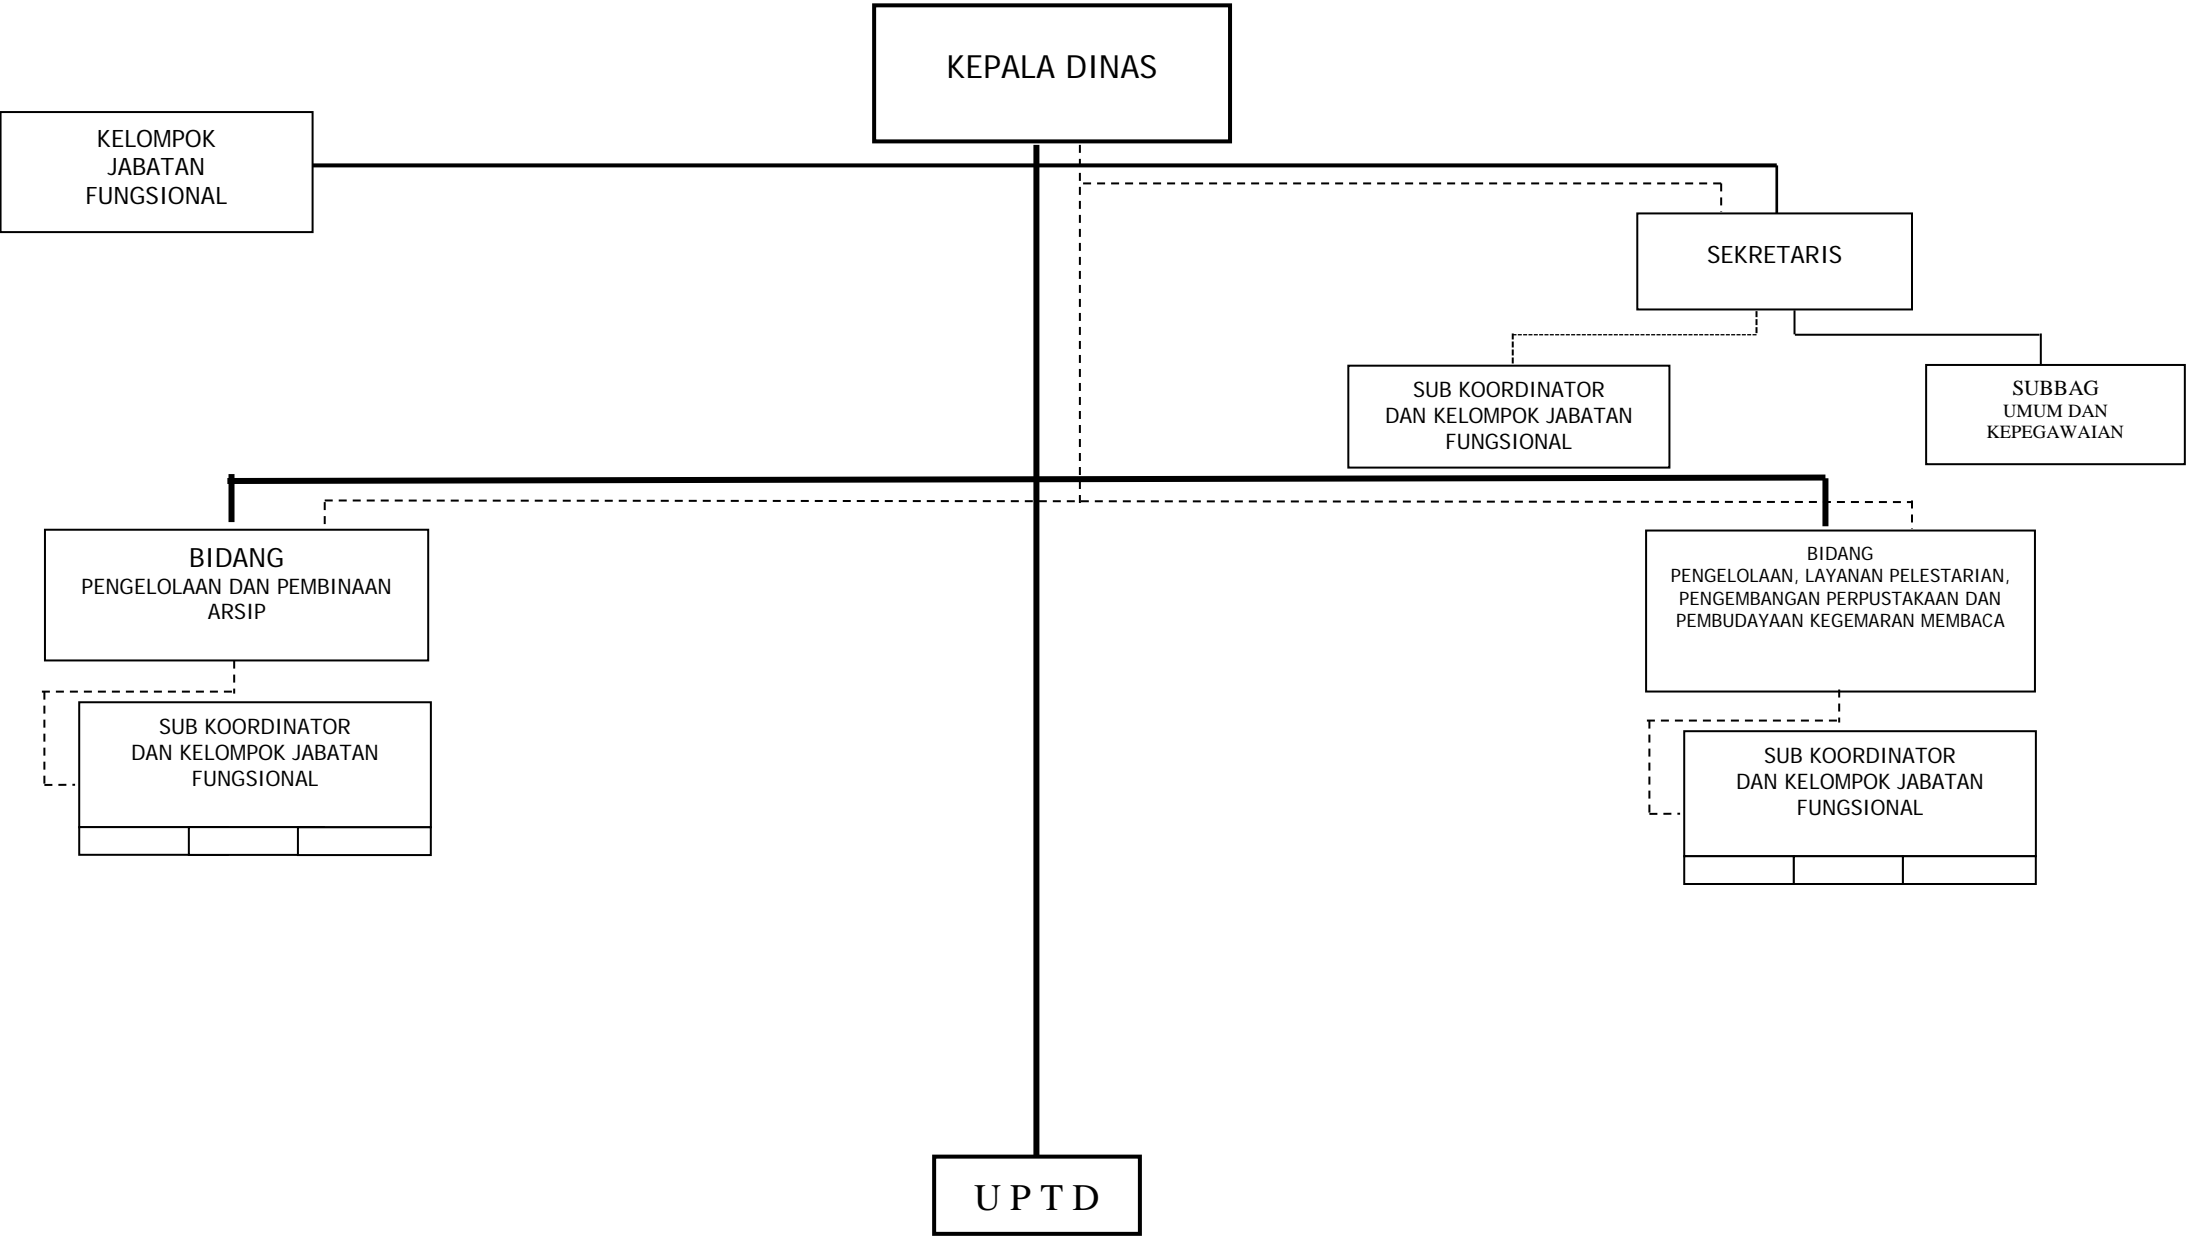 KEPALA DINAS
KELOMPOK
JABATAN
FUNGSIONAL
SEKRETARIS
SUB KOORDINATOR
DAN KELOMPOK JABATAN
FUNGSIONAL
SUBBAG
UMUM DAN
KEPEGAWAIAN
BIDANG
PENGELOLAAN DAN PEMBINAAN
ARSIP
BIDANG
PENGELOLAAN, LAYANAN PELESTARIAN,
PENGEMBANGAN PERPUSTAKAAN DAN
PEMBUDAYAAN KEGEMARAN MEMBACA
SUB KOORDINATOR
DAN KELOMPOK JABATAN
FUNGSIONAL
SUB KOORDINATOR
DAN KELOMPOK JABATAN
FUNGSIONAL
U P T D